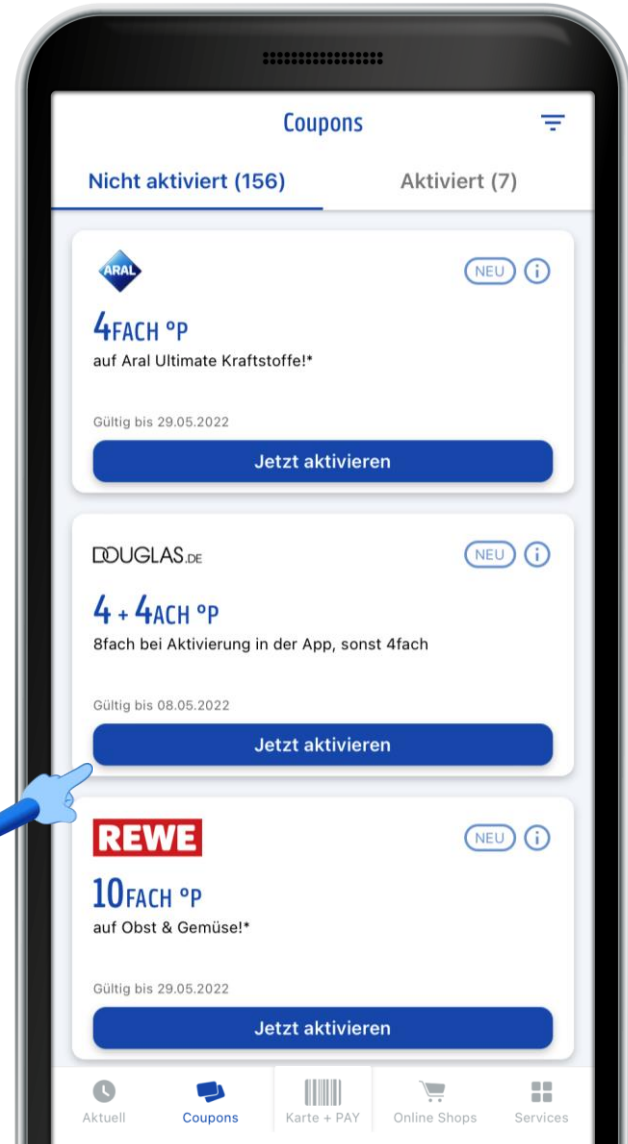 Coupons
Nicht aktiviert (156)
Aktiviert (7)
ARAL
NEU
i
4FACH °P
auf Aral Ultimate Kraftstoffe!*
Gültig bis 29.05.2022
Jetzt aktivieren
DOUGLAS.DE
NEU
i
4 + 4ACH °P
8fach bei Aktivierung in der App, sonst 4fach
Gültig bis 08.05.2022
Jetzt aktivieren
REWE
NEU
i
10FACH °P
auf Obst & Gemüse!*
Gültig bis 29.05.2022
Jetzt aktivieren
Aktuell
Coupons
Karte + PAY
Online Shops
Services